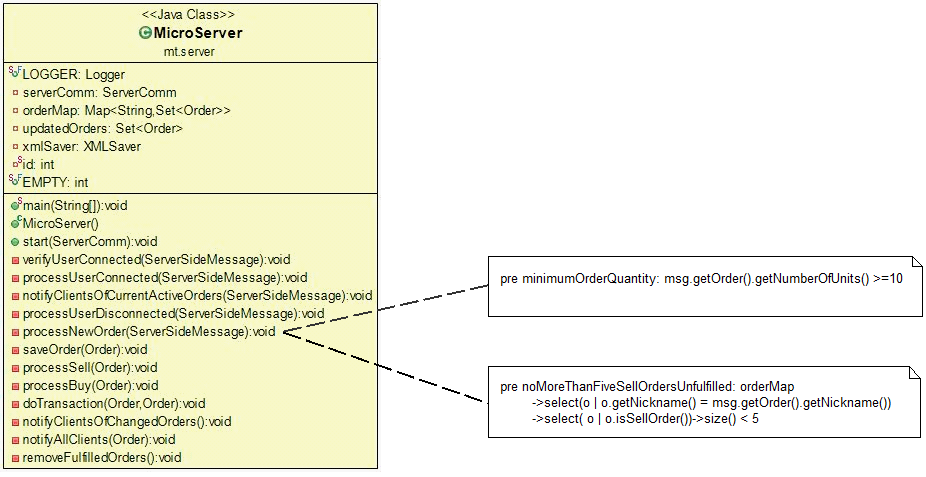 <<Java Class>>
C MicroServer
mt.server
S F LOGGER: Logger
serverComm: ServerComm
orderMap: Map<String,Set<Order>>
updatedOrders: Set<Order>
xmlSaver: XMLSaver
S id: int
S F EMPTY: int
S main(String[]):void
C MicroServer()
start(ServerComm):void
verifyUserConnected(ServerSideMessage):void
processUserConnected(ServerSideMessage):void
notifyClientsOfCurrentActiveOrders(ServerSideMessage):void
processUserDisconnected(ServerSideMessage):void
processNewOrder(ServerSideMessage):void
saveOrder(Order):void
processSell(Order):void
processBuy(Order):void
doTransaction(Order,Order):void
notifyClientsOfChangedOrders():void
notifyAllClients(Order):void
removeFulfilledOrders():void
pre minimumOrderQuantity: msg.getOrder().getNumberOfUnits() >=10
pre noMoreThanFiveSellOrdersUnfulfilled: orderMap
->select(o | o.getNickname() = msg.getOrder().getNickname())
->select( o | o.isSellOrder())->size() < 5